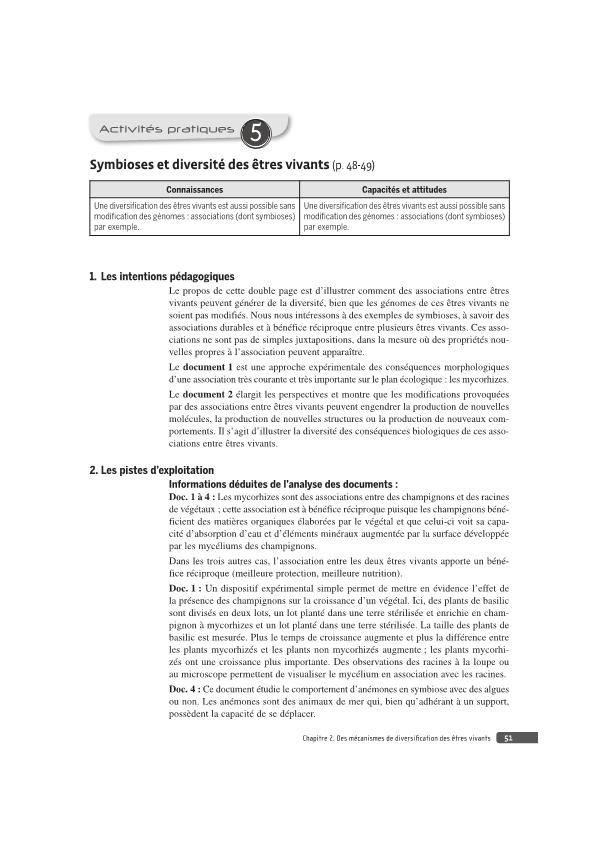 Activités pratiques 5
Symbioses et diversité des êtres vivants (p. 48-49)
Connaissances
Capacités et attitudes
Une diversification des êtres vivants est aussi possible sans
modification des génomes : associations (dont symbioses)
par exemple.
Une diversification des êtres vivants est aussi possible sans
modification des génomes : associations (dont symbioses)
par exemple.
1. Les intentions pédagogiques
Le propos de cette double page est d'illustrer comment des associations entre êtres
vivants peuvent générer de la diversité, bien que les génomes de ces êtres vivants ne
soient pas modifiés. Nous nous intéressons à des exemples de symbioses, à savoir des
associations durables et à bénéfice réciproque entre plusieurs êtres vivants. Ces asso-
ciations ne sont pas de simples juxtapositions, dans la mesure où des propriétés nou-
velles propres à l'association peuvent apparaître.
Le document 1 est une approche expérimentale des conséquences morphologiques
d'une association très courante et très importante sur le plan écologique : les mycorhizes.
Le document 2 élargit les perspectives et montre que les modifications provoquées
par des associations entre êtres vivants peuvent engendrer la production de nouvelles
molécules, la production de nouvelles structures ou la production de nouveaux com-
portements. Il s'agit d'illustrer la diversité des conséquences biologiques de ces asso-
ciations entre êtres vivants.
2. Les pistes d'exploitation
Informations déduites de l'analyse des documents :
Doc. 1 à 4 : Les mycorhizes sont des associations entre des champignons et des racines
de végétaux ; cette association est à bénéfice réciproque puisque les champignons béné-
ficient des matières organiques élaborées par le végétal et que celui-ci voit sa capa-
cité d'absorption d'eau et d'éléments minéraux augmentée par la surface développée
par les mycéliums des champignons.
Dans les trois autres cas, l'association entre les deux êtres vivants apporte un béné-
fice réciproque (meilleure protection, meilleure nutrition).
Doc. 1 : Un dispositif expérimental simple permet de mettre en évidence l'effet de
la présence des champignons sur la croissance d'un végétal. Ici, des plants de basilic
sont divisés en deux lots, un lot planté dans une terre stérilisée et enrichie en cham-
pignon à mycorhizes et un lot planté dans une terre stérilisée. La taille des plants de
basilic est mesurée. Plus le temps de croissance augmente et plus la différence entre
les plants mycorhizés et les plants non mycorhizés augmente ; les plants mycorhi-
zés ont une croissance plus importante. Des observations des racines à la loupe ou
au microscope permettent de visualiser le mycélium en association avec les racines.
Doc. 4 : Ce document étudie le comportement d'anémones en symbiose avec des algues
ou non. Les anémones sont des animaux de mer qui, bien qu'adhérant à un support,
possèdent la capacité de se déplacer.
Chapitre 2. Des mécanismes de diversification des êtres vivants 51